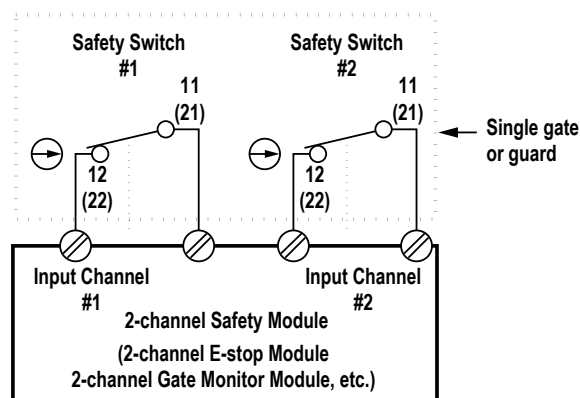 Safety Switch
#1
Safety Switch
#2
11
(21)
11
(21)
Single gate
or guard
12
(22)
12
(22)
Input Channel
#1
Input Channel
#2
2-channel Safety Module
(2-channel E-stop Module
2-channel Gate Monitor Module, etc.)